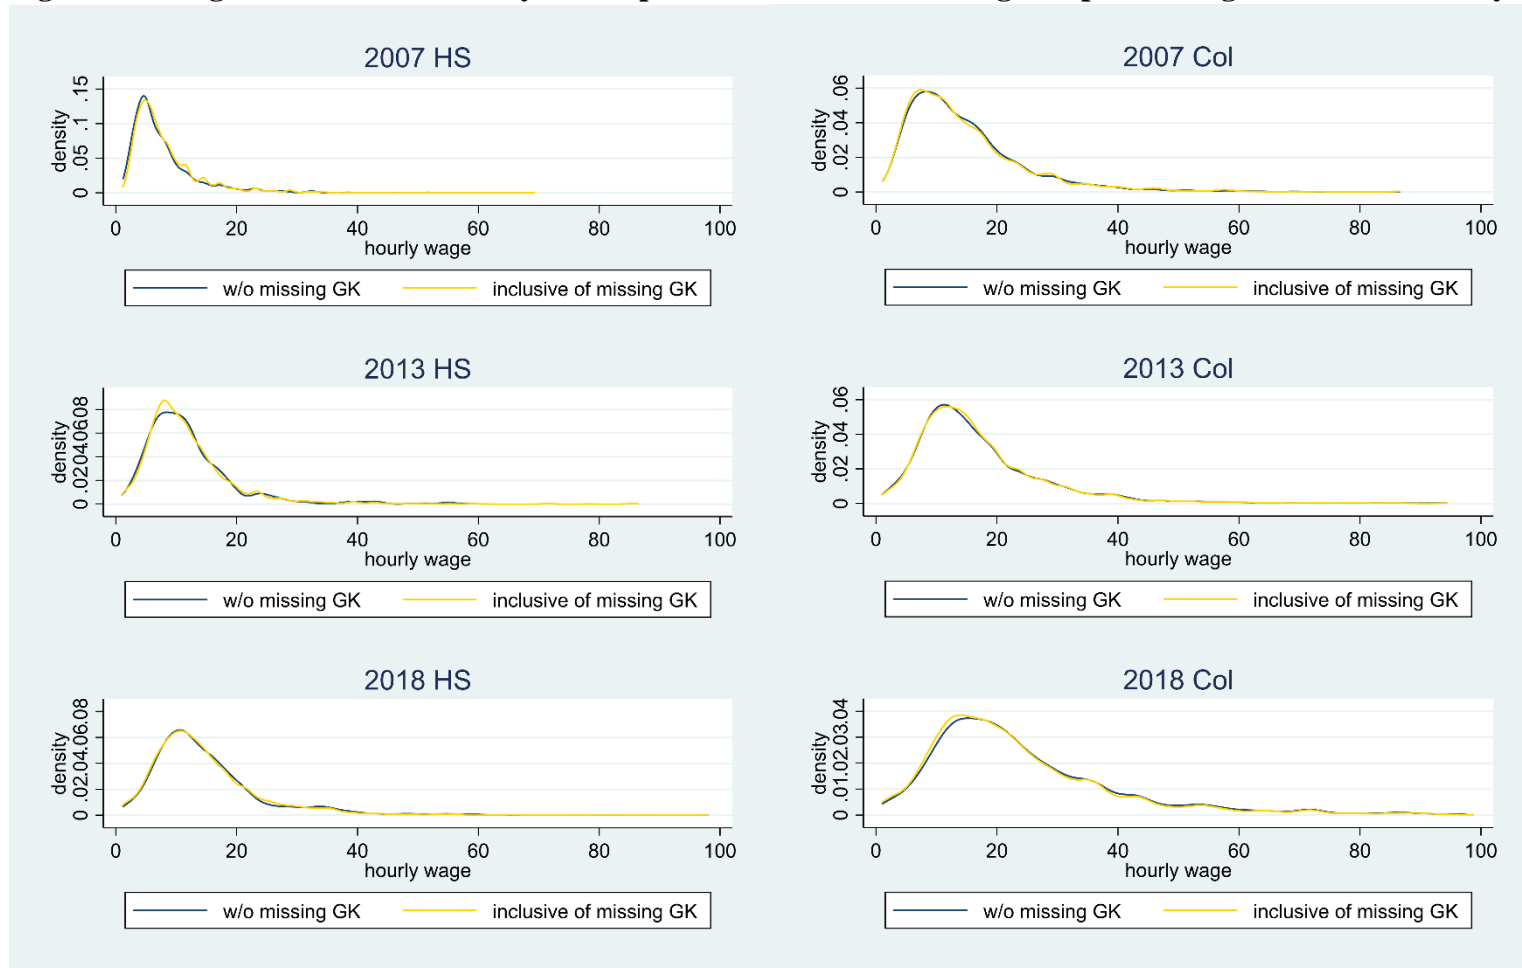 2007 HS
density
0 .05 .1 .15
0 20 40 60 80 100
hourly wage
w/o missing GK inclusive of missing GK
2007 Col
density
0 .02 .04 .06
0 20 40 60 80 100
hourly wage
w/o missing GK inclusive of missing GK
2013 HS
density
0 .02.04.06.08
0 20 40 60 80 100
hourly wage
w/o missing GK inclusive of missing GK
2013 Col
density
0 .02 .04 .06
0 20 40 60 80 100
hourly wage
w/o missing GK inclusive of missing GK
2018 HS
density
0 .02.04.06.08
0 20 40 60 80 100
hourly wage
w/o missing GK inclusive of missing GK
2018 Col
density
0 .01.02.03.04
0 20 40 60 80 100
hourly wage
w/o missing GK inclusive of missing GK